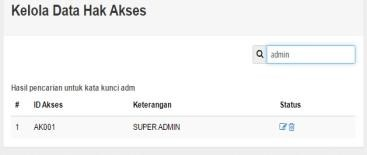 Kelola Data Hak Akses
admin
Hasil pencarian untuk kata kunci adm
# ID Akses Keterangan Status
1 AK001 SUPER ADMIN